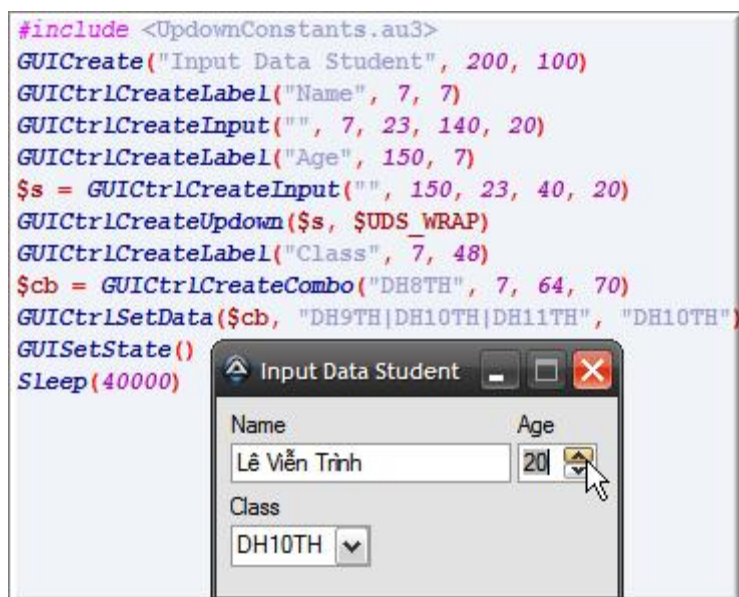 #include <UpdownConstants.au3>
GUICreate("Input Data Student", 200, 100)
GUICtrlCreateLabel("Name", 7, 7)
GUICtrlCreateInput("", 7, 23, 140, 20)
GUICtrlCreateLabel("Age", 150, 7)
$s = GUICtrlCreateInput("", 150, 23, 40, 20)
GUICtrlCreateUpdown($s, $UDS_WRAP)
GUICtrlCreateLabel("Class", 7, 48)
$cb = GUICtrlCreateCombo("DH8TH", 7, 64, 70)
GUICtrlSetData($cb, "DH9TH|DH10TH|DH11TH", "DH10TH")
GUISetState()
Sleep(40000)
Input Data Student
Name Age
Lê Viễn Trình 20
Class
DH10TH